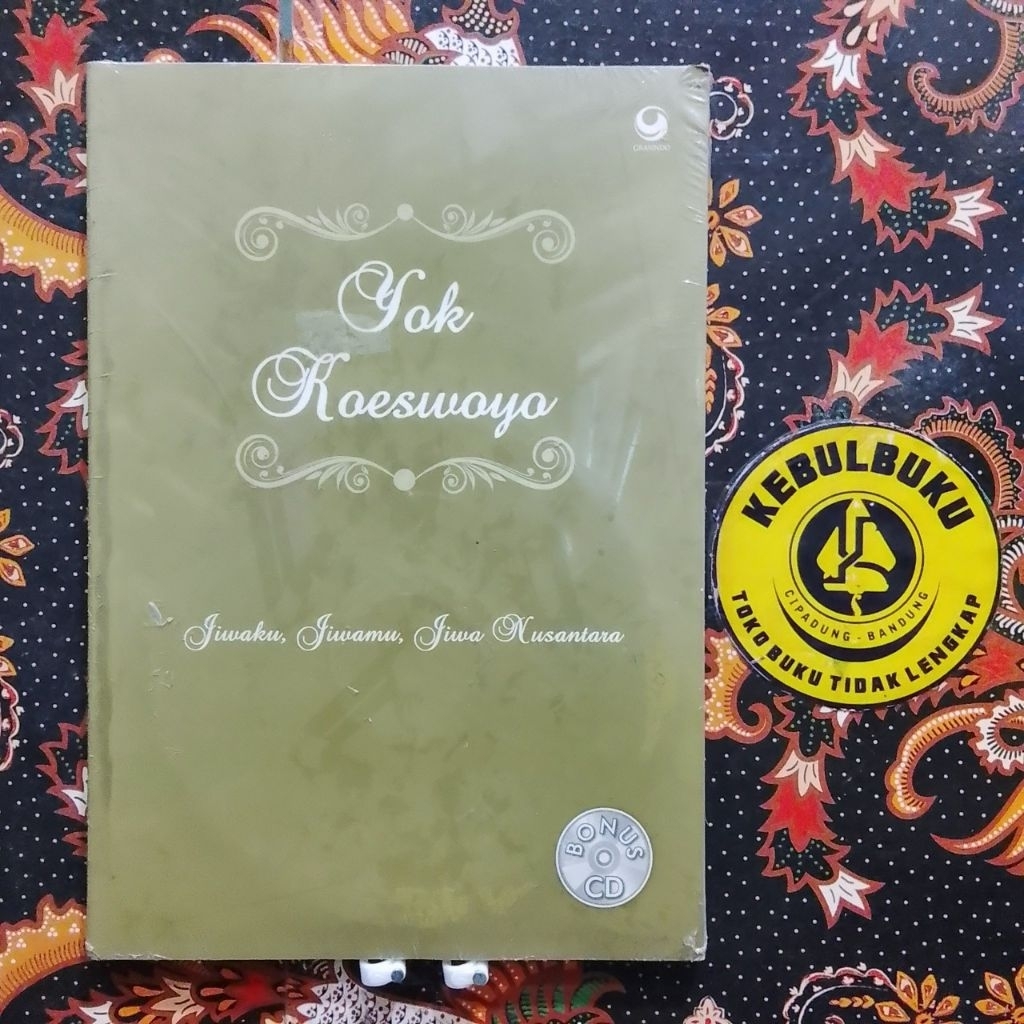 GRASINDO
Yok
Koeswoyo
Jiwaku, Jiwamu, Jiwa Nusantara
BONUS
CD
KEBULBUKU
CIPADUNG - BANDUNG
TOKO BUKU TIDAK LENGKAP